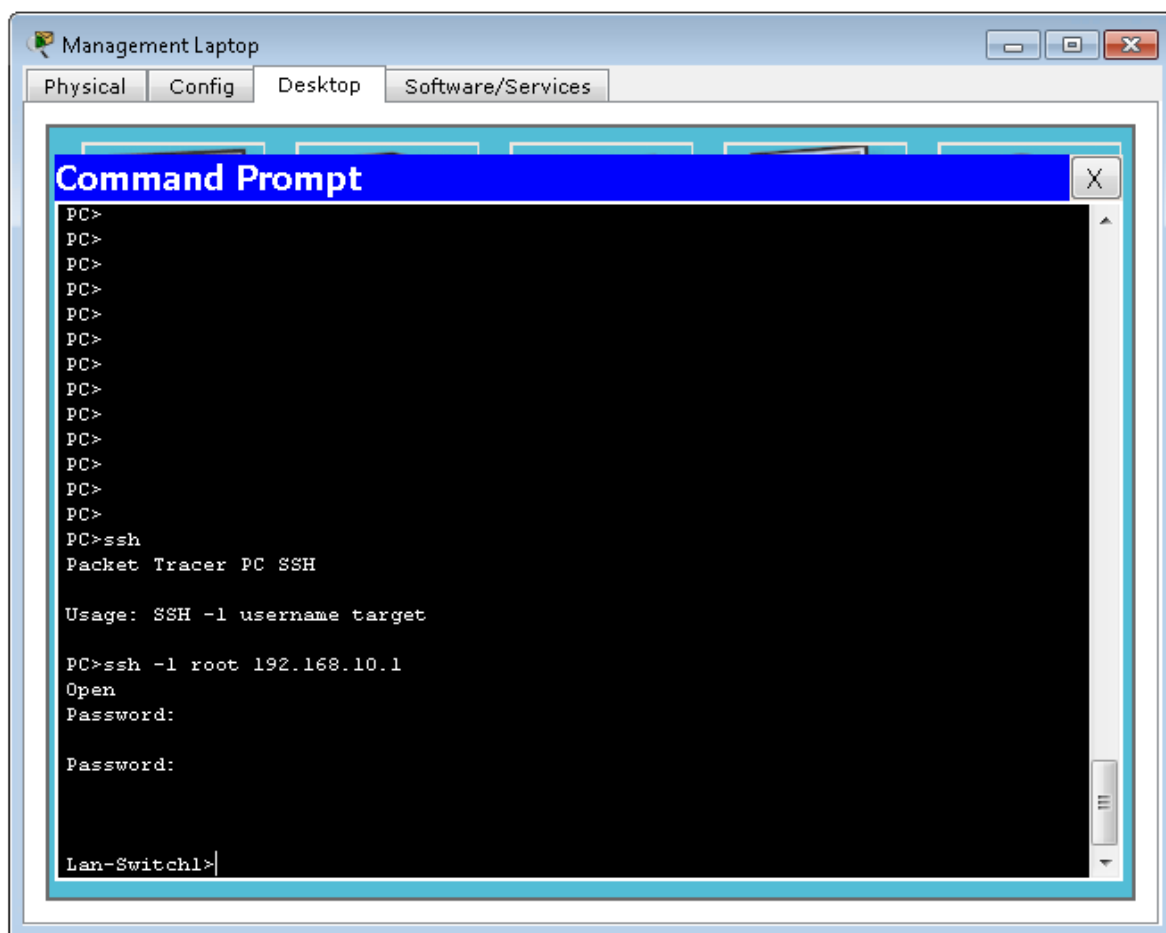 Management Laptop
Physical Config Desktop Software/Services
Command Prompt X
PC>
PC>
PC>
PC>
PC>
PC>
PC>
PC>
PC>
PC>
PC>
PC>
PC>
PC>ssh
Packet Tracer PC SSH
Usage: SSH -l username target
PC>ssh -l root 192.168.10.1
Open
Password:
Password:
Lan-Switch1>